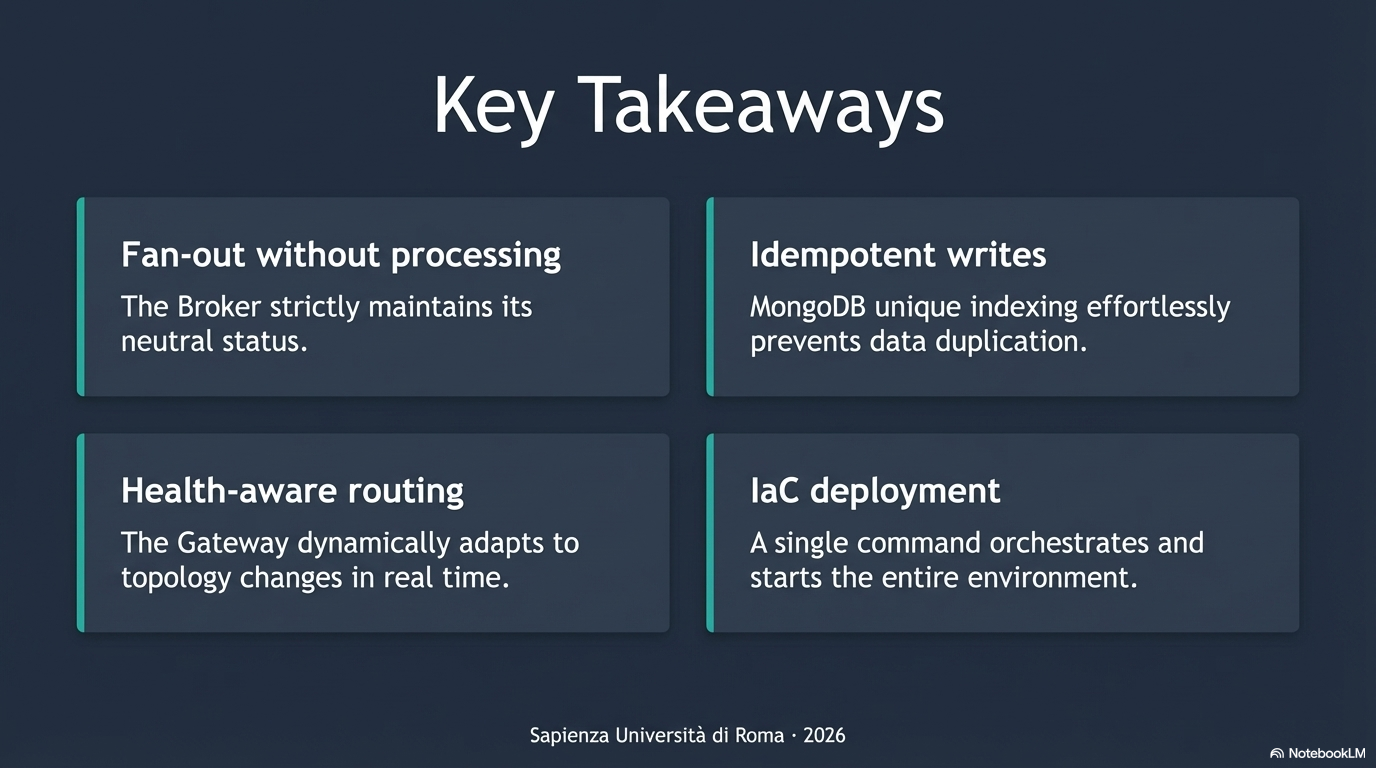 Key Takeaways
Fan-out without processing
The Broker strictly maintains its
neutral status.
Idempotent writes
MongoDB unique indexing effortlessly
prevents data duplication.
Health-aware routing
The Gateway dynamically adapts to
topology changes in real time.
IaC deployment
A single command orchestrates and
starts the entire environment.
Sapienza Università di Roma · 2026
NotebookLM